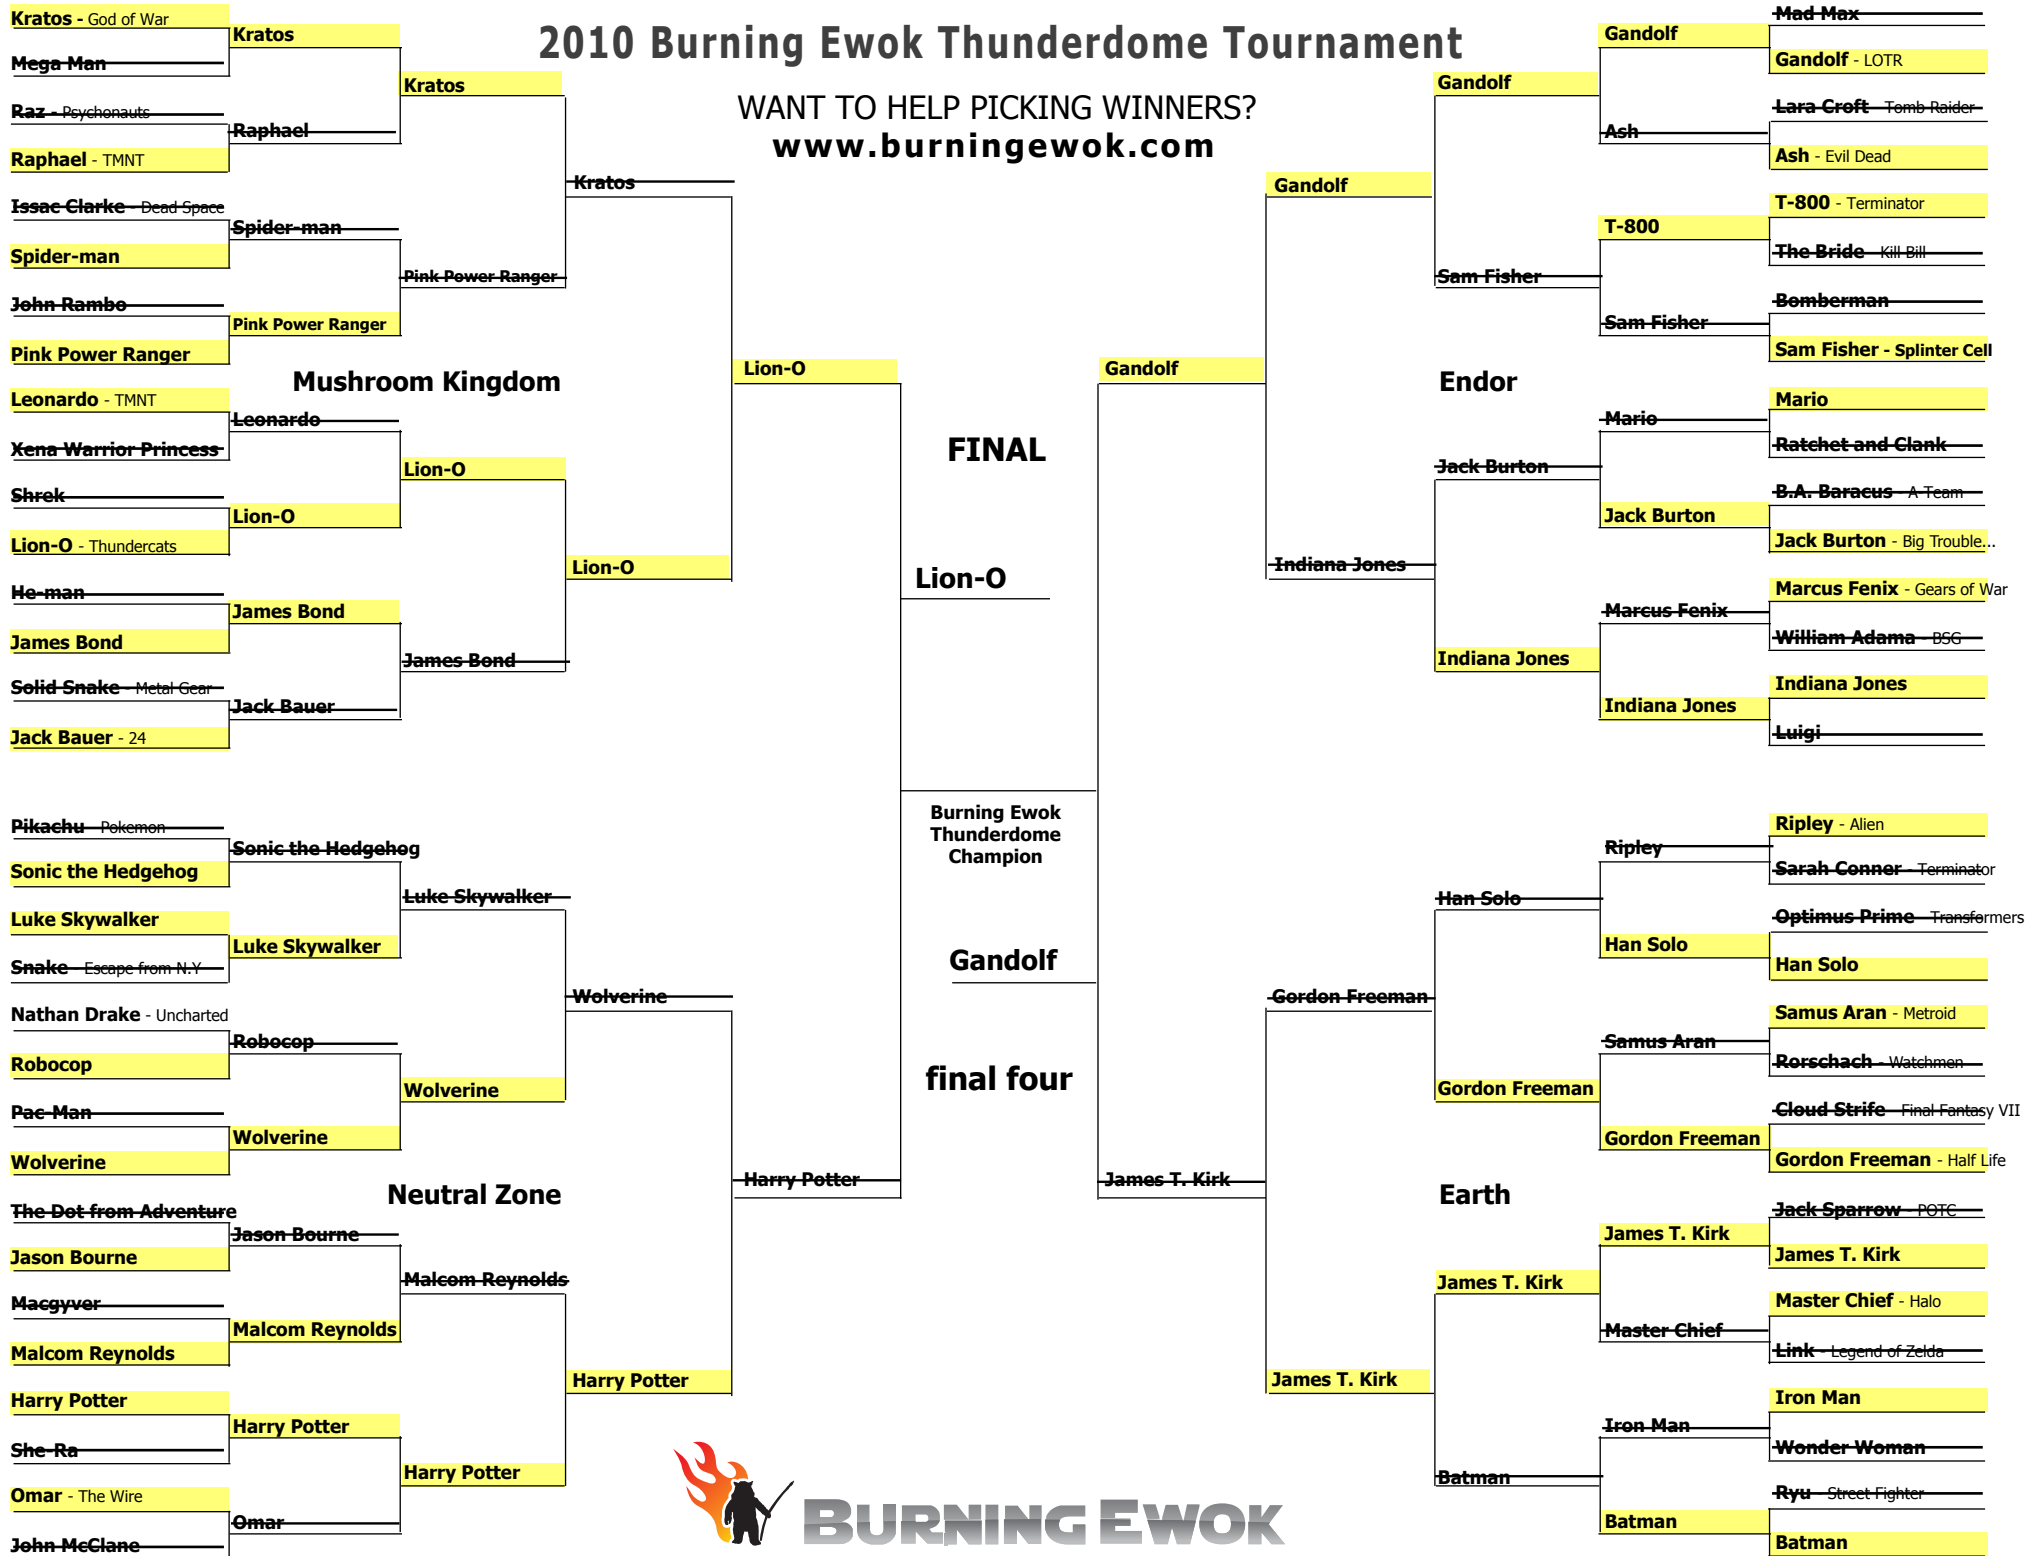 2010 Burning Ewok Thunderdome Tournament
WANT TO HELP PICKING WINNERS?
www.burningewok.com
Kratos - God of War
Mega Man
Raz - Psychonauts
Raphael - TMNT
Issac Clarke - Dead Space
Spider-man
John Rambo
Pink Power Ranger
Leonardo - TMNT
Xena Warrior Princess
Shrek
Lion-O - Thundercats
He-man
James Bond
Solid Snake - Metal Gear
Jack Bauer - 24
Kratos
Raphael
Spider-man
Pink Power Ranger
Leonardo
Lion-O
James Bond
Jack Bauer
Kratos
Pink Power Ranger
Lion-O
James Bond
Kratos
Lion-O
Lion-O
Mushroom Kingdom
Pikachu - Pokemon
Sonic the Hedgehog
Luke Skywalker
Snake - Escape from N.Y
Nathan Drake - Uncharted
Robocop
Pac-Man
Wolverine
The Dot from Adventure
Jason Bourne
Macgyver
Malcom Reynolds
Harry Potter
She-Ra
Omar - The Wire
John McClane
Sonic the Hedgehog
Luke Skywalker
Robocop
Wolverine
Jason Bourne
Malcom Reynolds
Harry Potter
Omar
Luke Skywalker
Wolverine
Malcom Reynolds
Harry Potter
Wolverine
Harry Potter
Harry Potter
Neutral Zone
FINAL
Lion-O
Burning Ewok
Thunderdome
Champion
Gandolf
final four
Mad Max
Gandolf - LOTR
Lara Croft - Tomb Raider
Ash - Evil Dead
T-800 - Terminator
The Bride - Kill Bill
Bomberman
Sam Fisher - Splinter Cell
Mario
Ratchet and Clank
B.A. Baracus - A-Team
Jack Burton - Big Trouble...
Marcus Fenix - Gears of War
William Adama - BSG
Indiana Jones
Luigi
Gandolf
Ash
T-800
Sam Fisher
Mario
Jack Burton
Marcus Fenix
Indiana Jones
Gandolf
Sam Fisher
Jack Burton
Indiana Jones
Gandolf
Indiana Jones
Gandolf
Endor
Ripley - Alien
Sarah Conner - Terminator
Optimus Prime - Transformers
Han Solo
Samus Aran - Metroid
Rorschach - Watchmen
Cloud Strife - Final Fantasy VII
Gordon Freeman - Half Life
Jack Sparrow - POTC
James T. Kirk
Master Chief - Halo
Link - Legend of Zelda
Iron Man
Wonder Woman
Ryu - Street Fighter
Batman
Ripley
Han Solo
Samus Aran
Gordon Freeman
James T. Kirk
Master Chief
Iron Man
Batman
Han Solo
Gordon Freeman
James T. Kirk
Batman
Gordon Freeman
James T. Kirk
James T. Kirk
Earth
BURNING EWOK